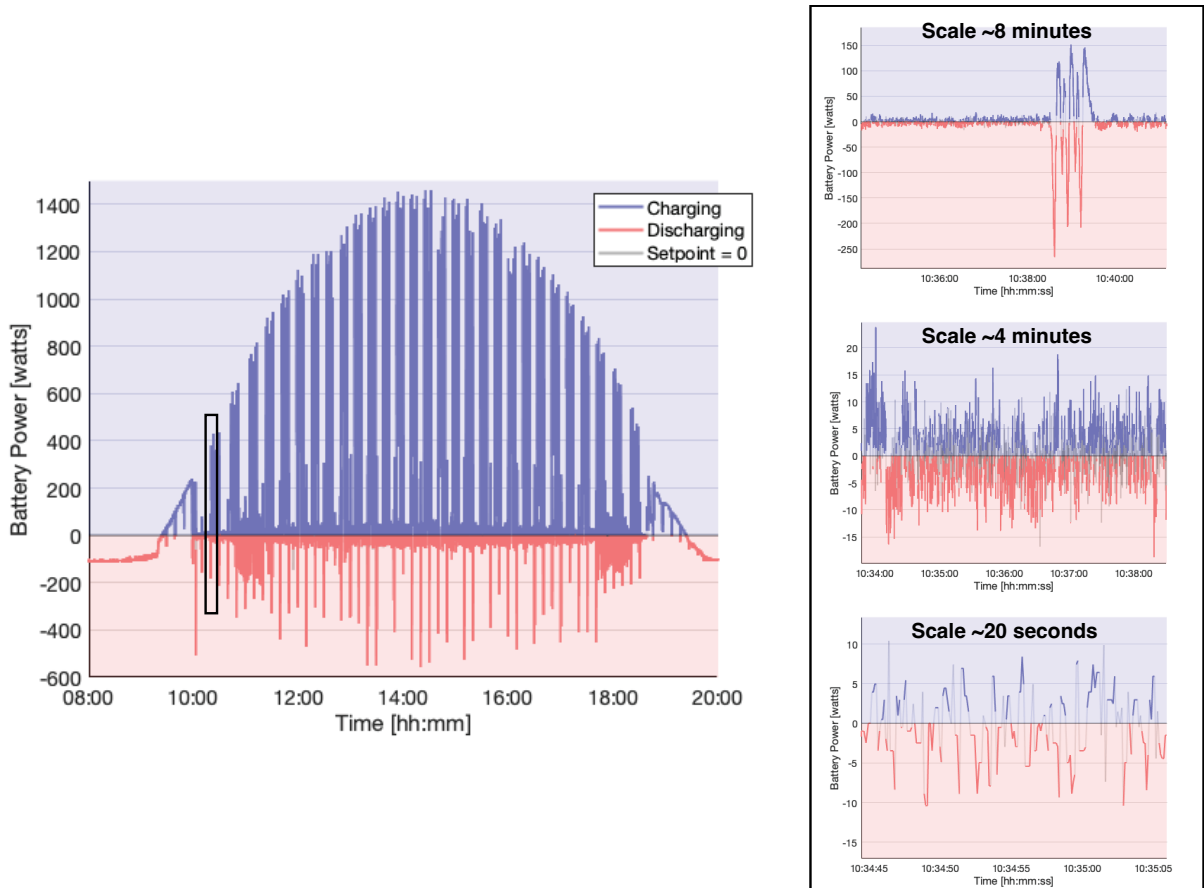 1400
1200
1000
800
600
400
200
0
-200
-400
-600
Battery Power [watts]
Charging
Discharging
Setpoint = 0
08:00 10:00 12:00 14:00 16:00 18:00 20:00
Time [hh:mm]
Scale ~8 minutes
150
100
50
0
-50
-100
-150
-200
-250
Battery Power [watts]
10:36:00 10:38:00 10:40:00
Time [hh:mm:ss]
Scale ~4 minutes
20
15
10
5
0
-5
-10
-15
Battery Power [watts]
10:34:00 10:35:00 10:36:00 10:37:00 10:38:00
Time [hh:mm:ss]
Scale ~20 seconds
10
5
0
-5
-10
-15
Battery Power [watts]
10:34:45 10:34:50 10:34:55 10:35:00 10:35:05
Time [hh:mm:ss]